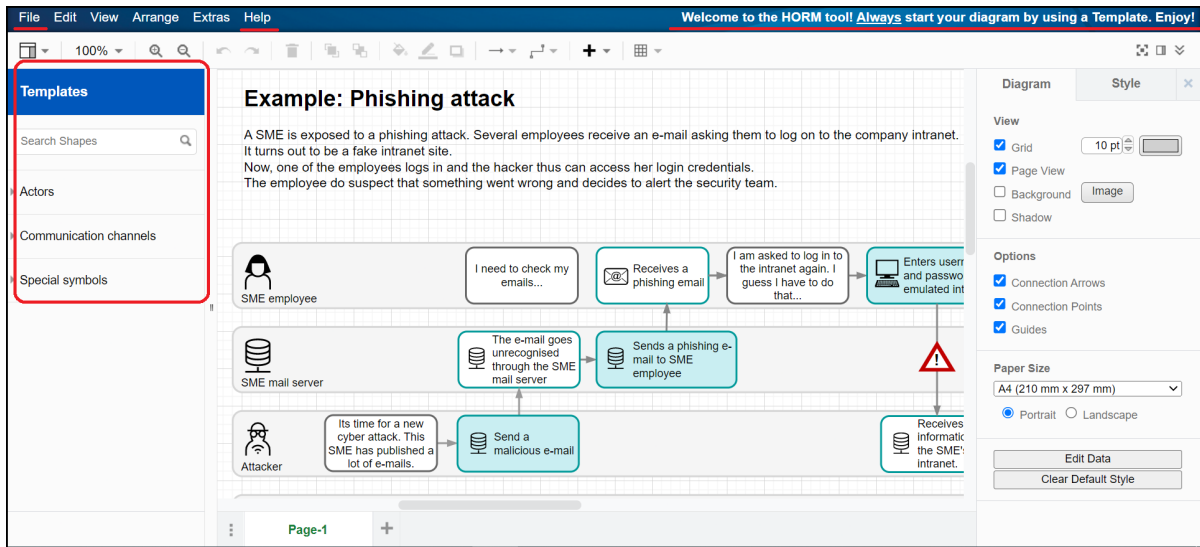 File Edit View Arrange Extras Help
Welcome to the HORM tool! Always start your diagram by using a Template. Enjoy!
100%
Templates
Search Shapes
Actors
Communication channels
Special symbols
Example: Phishing attack
A SME is exposed to a phishing attack. Several employees receive an e-mail asking them to log on to the company intranet.
It turns out to be a fake intranet site.
Now, one of the employees logs in and the hacker thus can access her login credentials.
The employee do suspect that something went wrong and decides to alert the security team.
SME employee
I need to check my
emails...
Receives a
phishing email
I am asked to log in to
the intranet again. I
guess I have to do
that...
Enters usern
and passwo
emulated int
SME mail server
The e-mail goes
unrecognised
through the SME
mail server
Sends a phishing e-
mail to SME
employee
!
Attacker
Its time for a new
cyber attack. This
SME has published a
lot of e-mails.
Send a
malicious e-mail
Receives
informatic
the SME's
intranet.
Page-1
Diagram
Style
View
Grid
10 pt
Page View
Background
Image
Shadow
Options
Connection Arrows
Connection Points
Guides
Paper Size
A4 (210 mm x 297 mm)
Portrait Landscape
Edit Data
Clear Default Style